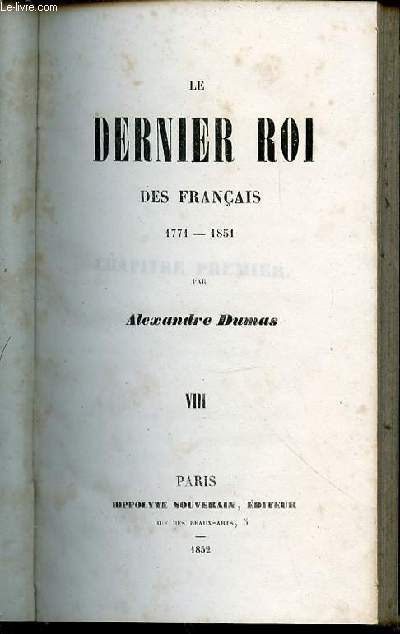 Le-livre.com
LE
DERNIER ROI
DES FRANÇAIS
1771 — 1851
CHAPITRE PREMIER.
PAR
Alexandre Dumas
VIII
PARIS
HIPPOLYTE SOUVERAIN, ÉDITEUR
RUE DES BEAUX-ARTS, 5
—
1852